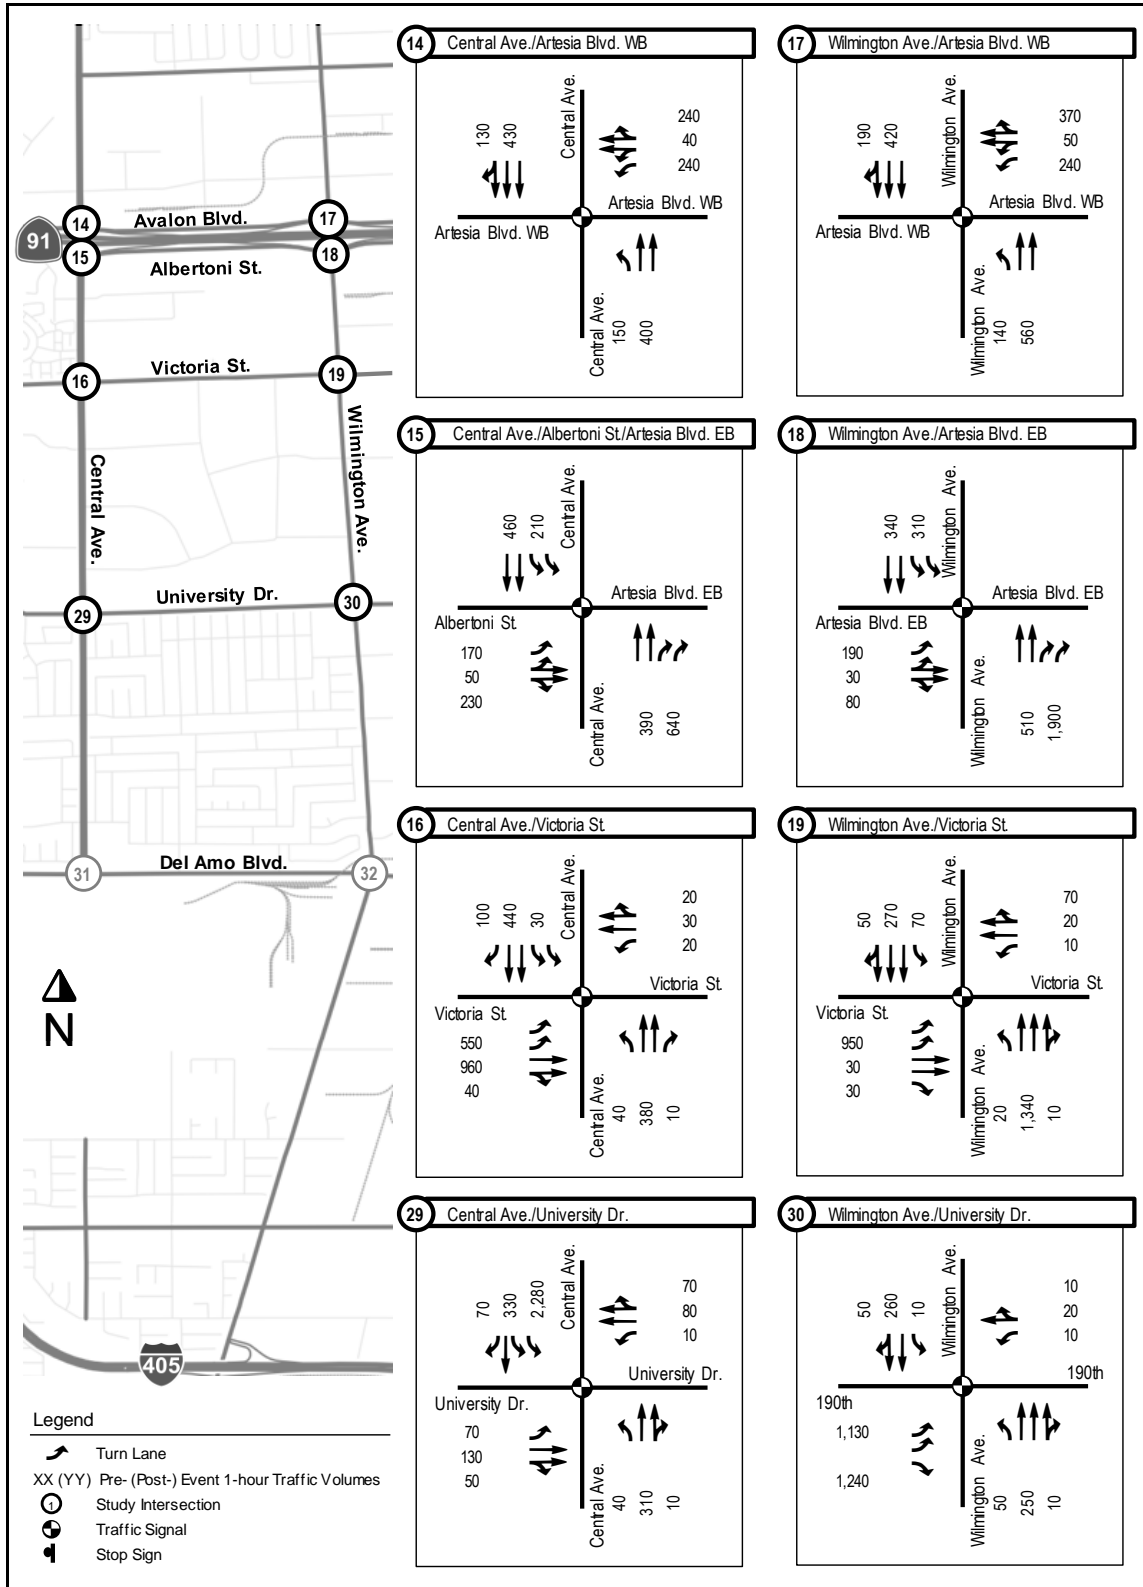 14
17
Avalon Blvd.
91
15
18
Albertoni St.
Victoria St.
16
19
Central Ave.
Wilmington Ave.
University Dr.
29
30
Del Amo Blvd.
31
32
N
405
Legend
Turn Lane
XX (YY) Pre- (Post-) Event 1-hour Traffic Volumes
1 Study Intersection
Traffic Signal
Stop Sign
14 Central Ave./Artesia Blvd. WB
Central Ave.
130 430
240
40
240
Artesia Blvd. WB
Artesia Blvd. WB
Central Ave.
150 400
17 Wilmington Ave./Artesia Blvd. WB
Wilmington Ave.
190 420
370
50
240
Artesia Blvd. WB
Artesia Blvd. WB
Wilmington Ave.
140 560
15 Central Ave./Albertoni St./Artesia Blvd. EB
Central Ave.
460 210
Artesia Blvd. EB
Albertoni St.
170
50
230
Central Ave.
390 640
18 Wilmington Ave./Artesia Blvd. EB
Wilmington Ave.
340 310
Artesia Blvd. EB
Artesia Blvd. EB
190
30
80
Wilmington Ave.
510 1,900
16 Central Ave./Victoria St.
Central Ave.
100 440 30
20
30
20
Victoria St.
Victoria St.
550
960
40
Central Ave.
40 380 10
19 Wilmington Ave./Victoria St.
Wilmington Ave.
50 270 70
70
20
10
Victoria St.
Victoria St.
950
30
30
Wilmington Ave.
20 1,340 10
29 Central Ave./University Dr.
Central Ave.
70 330 2,280
70
80
10
University Dr.
University Dr.
70
130
50
Central Ave.
40 310 10
30 Wilmington Ave./University Dr.
Wilmington Ave.
50 260 10
10
20
10
190th
190th
1,130
1,240
Wilmington Ave.
50 250 10